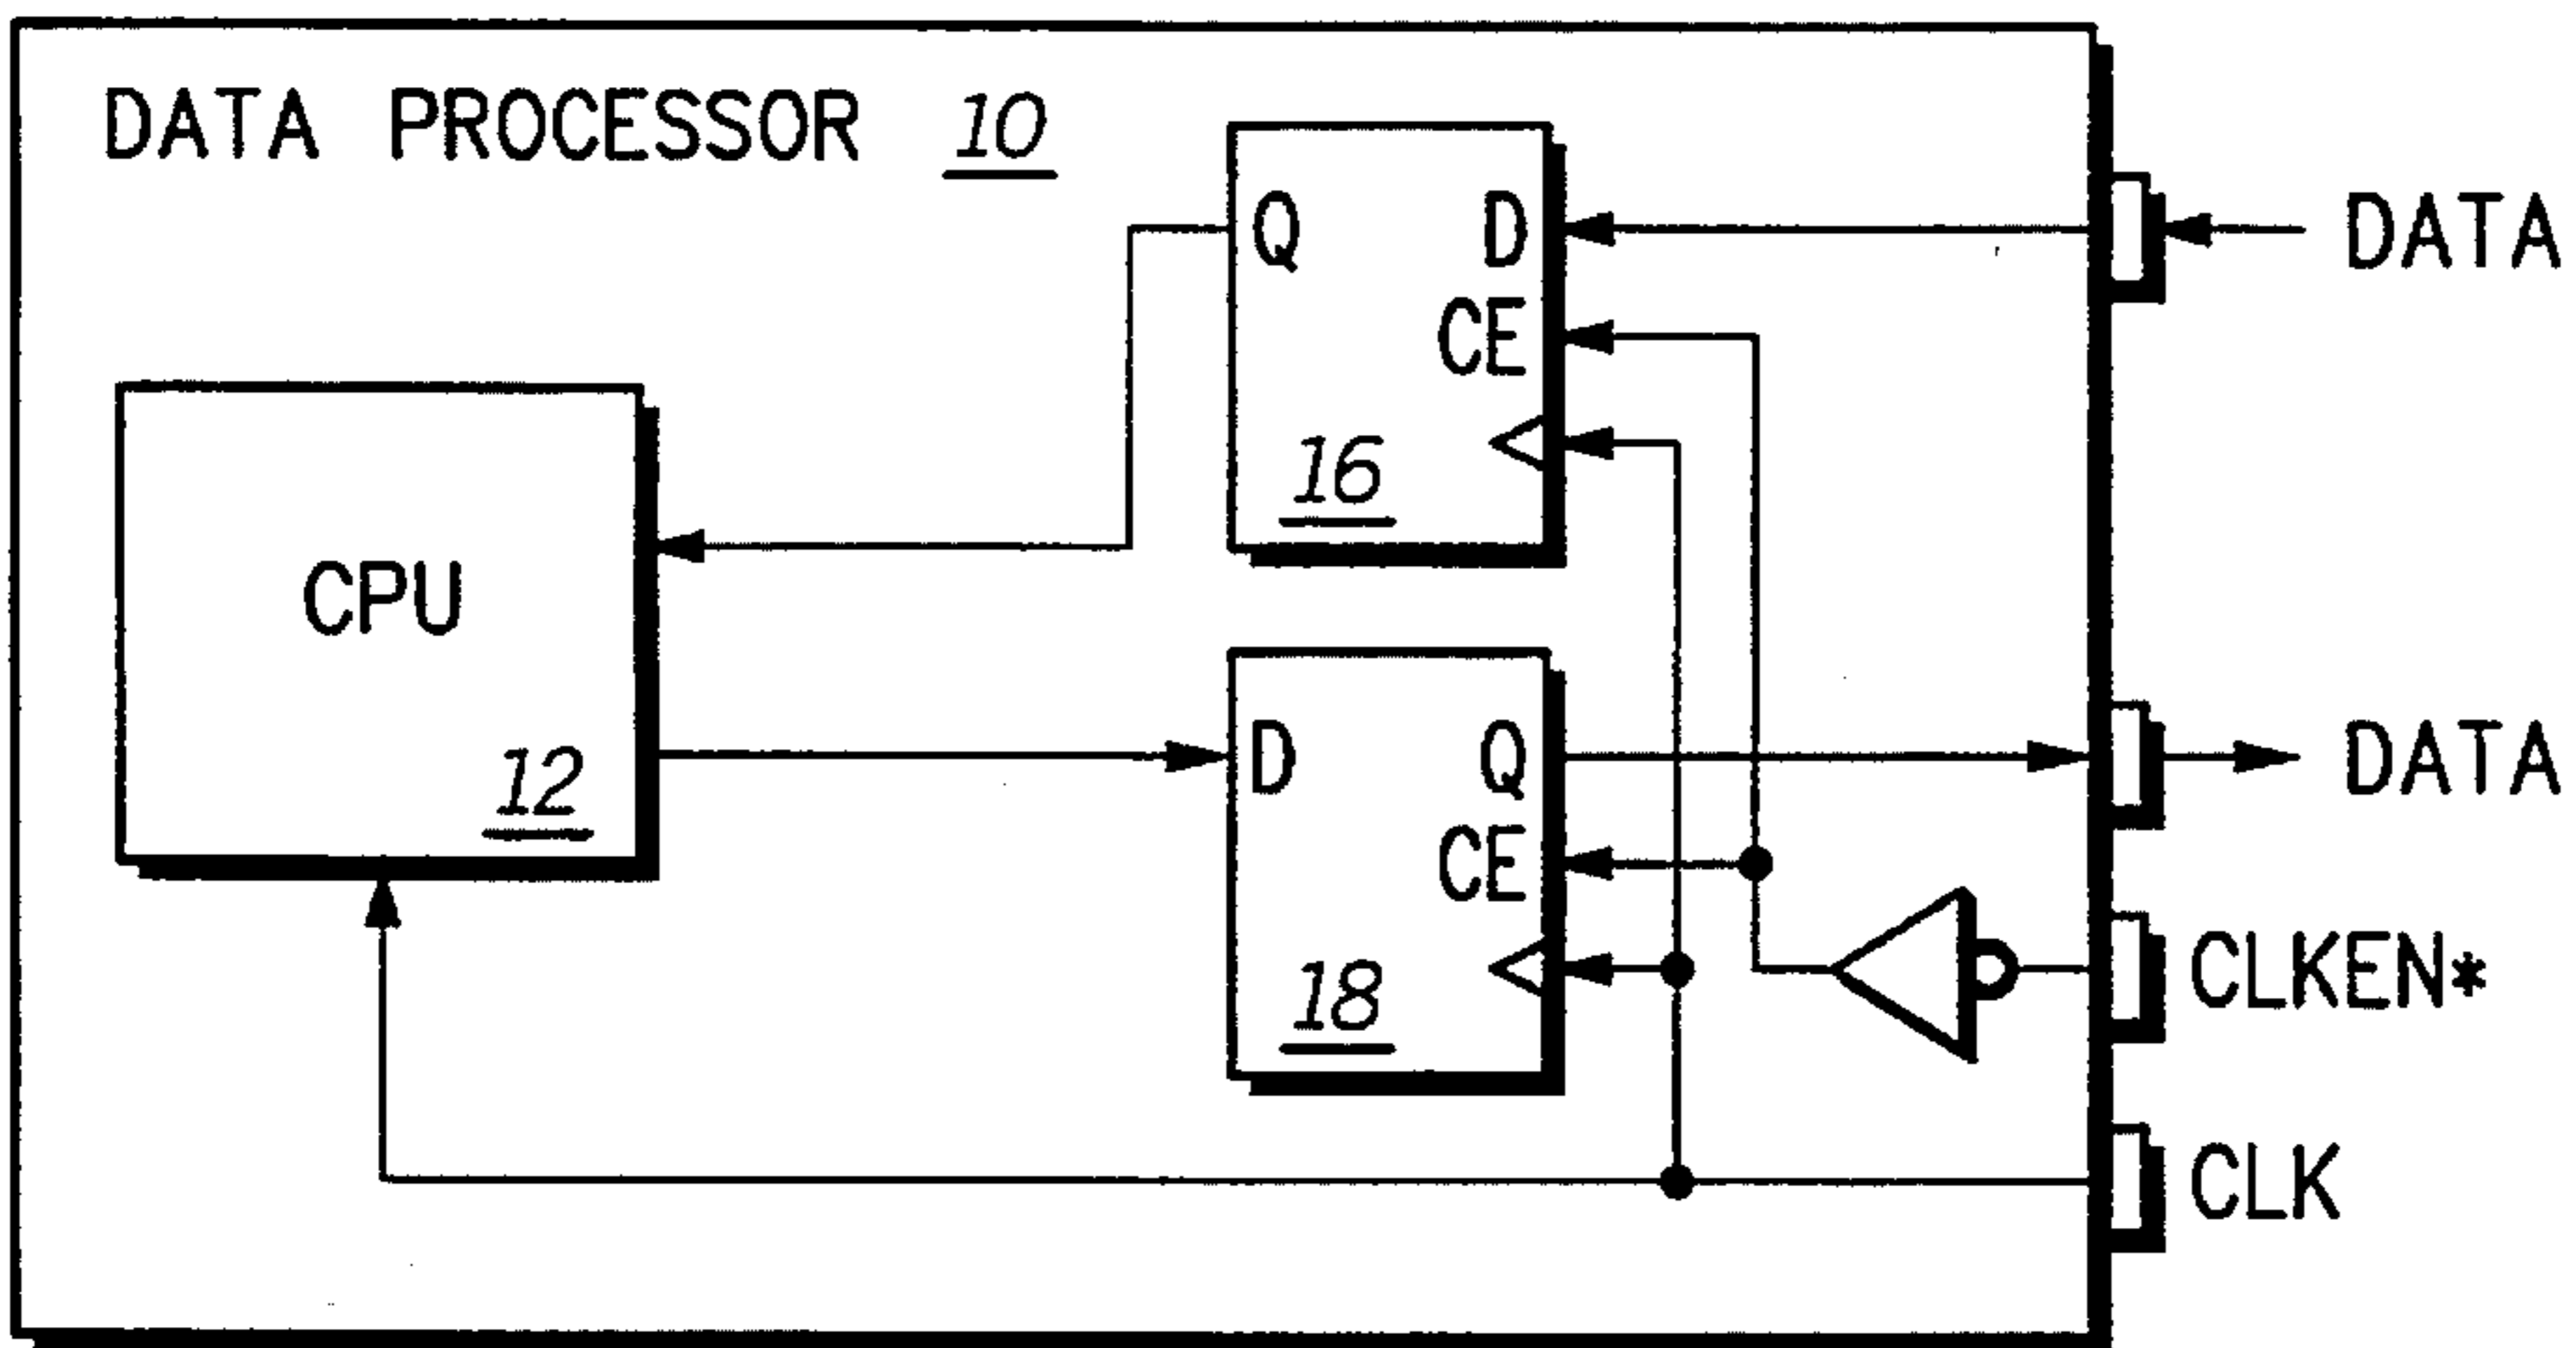 DATA PROCESSOR 10
Q D
DATA
CE
16
CPU
12
D Q
DATA
CE
18
CLKEN*
CLK